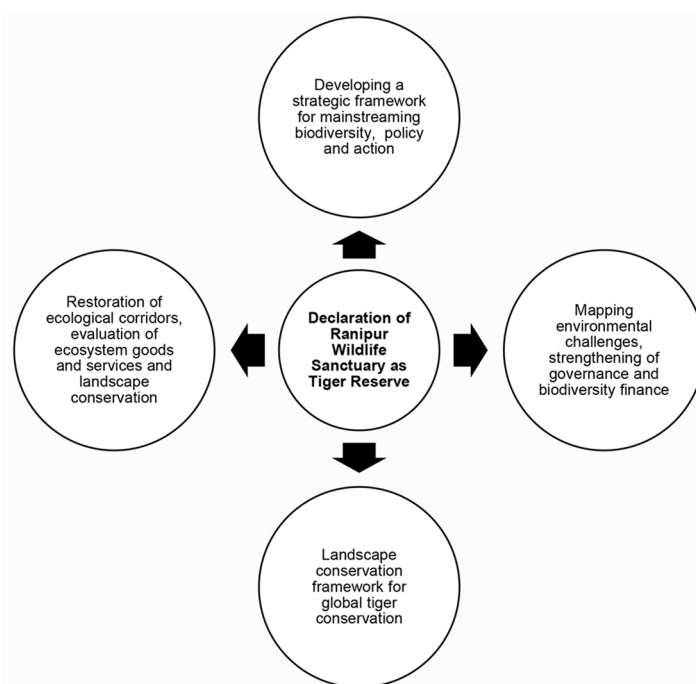 Developing a
strategic framework
for mainstreaming
biodiversity, policy
and action
Restoration of
ecological corridors,
evaluation of
ecosystem goods
and services and
landscape
conservation
Declaration of
Ranipur
Wildlife
Sanctuary as
Tiger Reserve
Mapping
environmental
challenges,
strengthening of
governance and
biodiversity finance
Landscape
conservation
framework for
global tiger
conservation